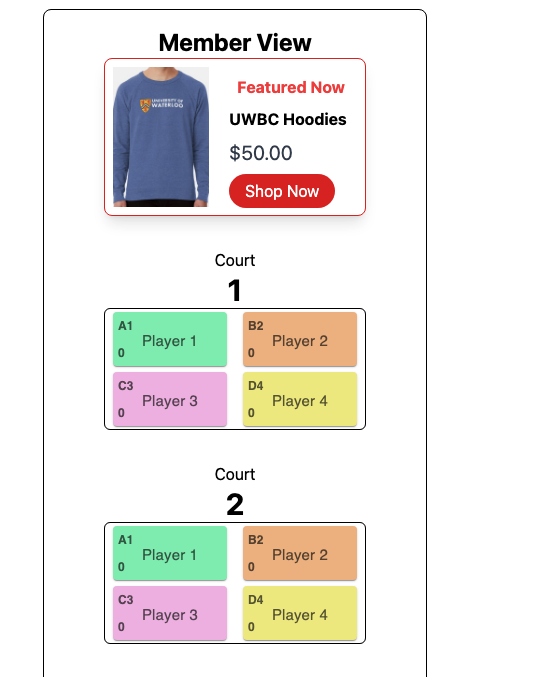 Member View
UNIVERSITY OF
WATERLOO
Featured Now
UWBC Hoodies
$50.00
Shop Now
Court
1
A1
Player 1
0
B2
Player 2
0
C3
Player 3
0
D4
Player 4
0
Court
2
A1
Player 1
0
B2
Player 2
0
C3
Player 3
0
D4
Player 4
0